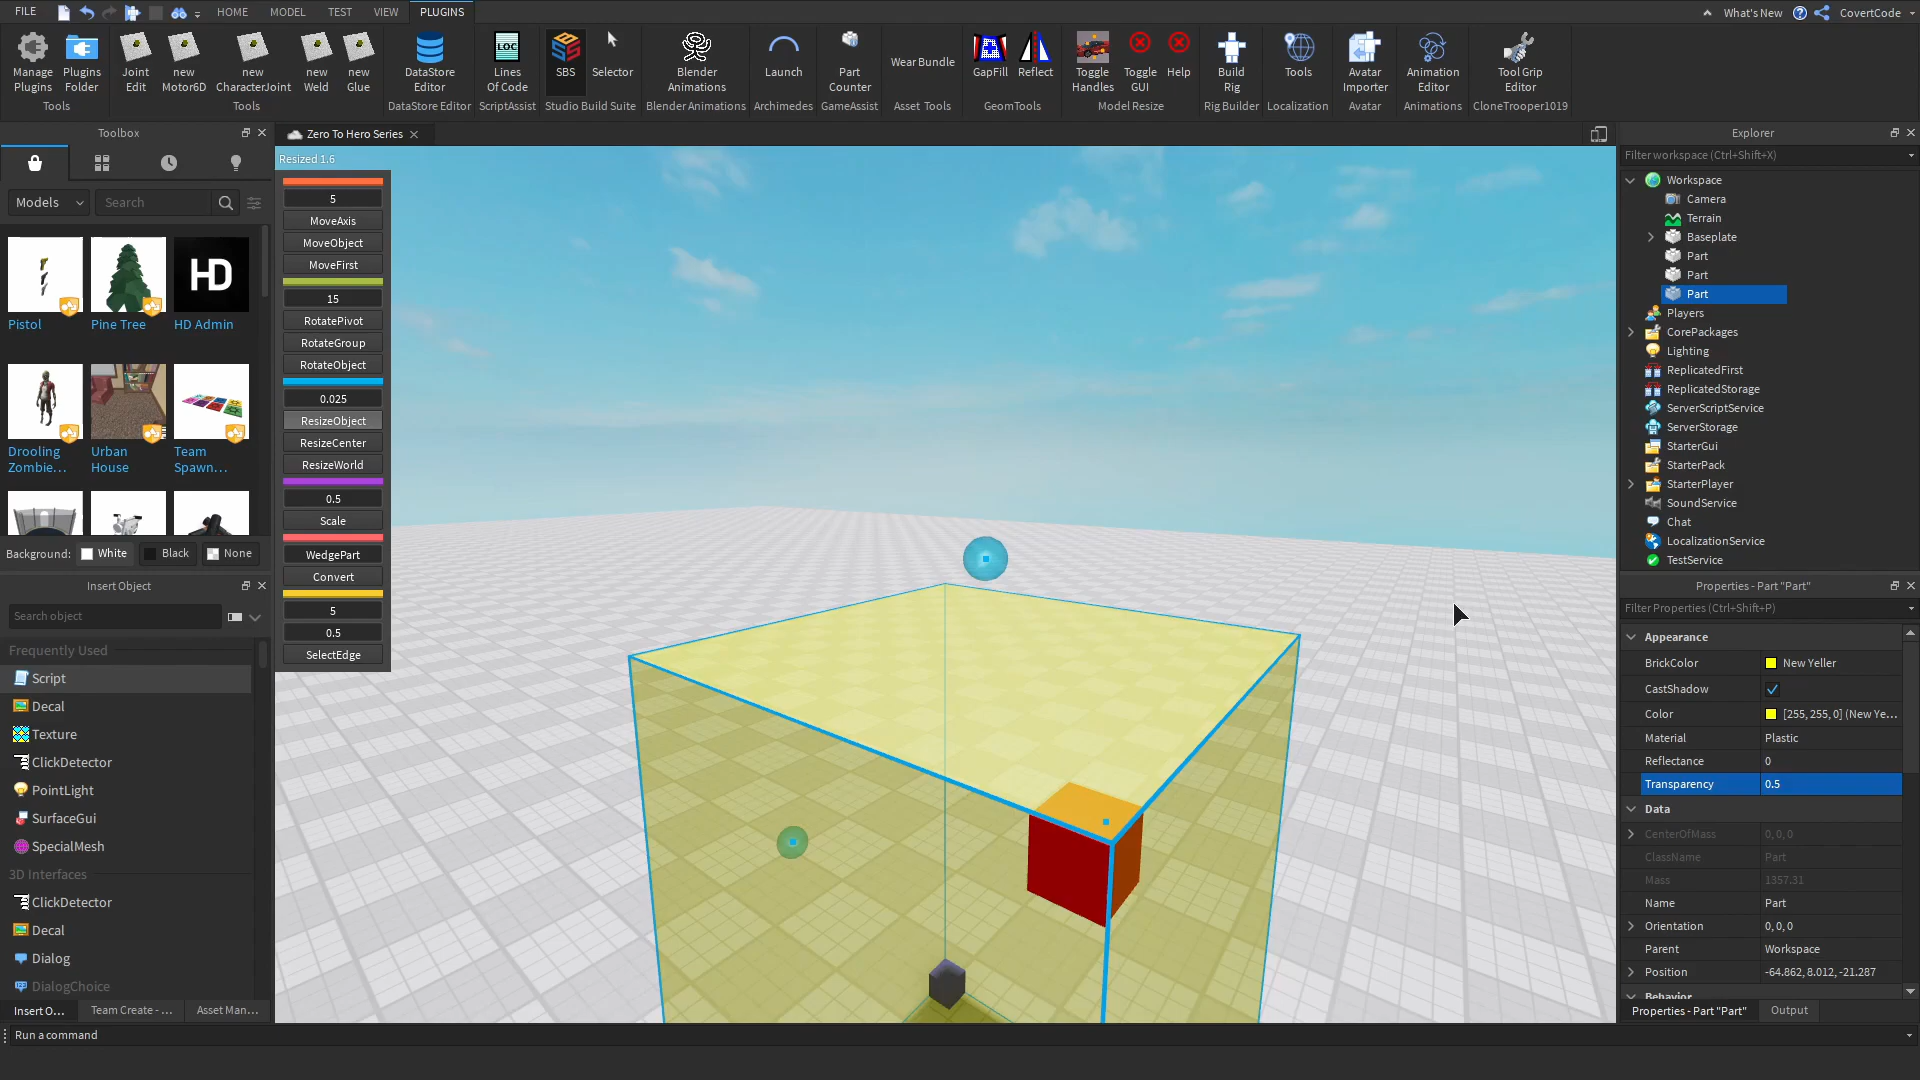 FILE
HOME
MODEL
TEST
VIEW
PLUGINS
What's New
CovertCode
Manage Plugins
Plugins Folder
Tools
Joint Edit
new Motor6D
new CharacterJoint
new Weld
new Glue
Tools
DataStore Editor
DataStore Editor
LOC
Lines Of Code
ScriptAssist
SBS
Selector
Studio Build Suite
Blender Animations
Blender Animations
Launch
Archimedes
Part Counter
GameAssist
Wear Bundle
Asset Tools
GapFill
Reflect
GeomTools
Toggle Handles
Toggle GUI
Help
Model Resize
Build Rig
Rig Builder
Tools
Localization
Avatar Importer
Avatar
Animation Editor
Animations
Tool Grip Editor
CloneTrooper1019
Toolbox
Models
Search
Pistol
Pine Tree
HD
HD Admin
Drooling Zombie...
Urban House
Team Spawn...
Background:
White
Black
None
Insert Object
Search object
Frequently Used
Script
Decal
Texture
ClickDetector
PointLight
SurfaceGui
SpecialMesh
3D Interfaces
ClickDetector
Decal
Dialog
DialogChoice
Insert O...
Team Create - ...
Asset Man...
Run a command
Zero To Hero Series
Resized 1.6
5
MoveAxis
MoveObject
MoveFirst
15
RotatePivot
RotateGroup
RotateObject
0.025
ResizeObject
ResizeCenter
ResizeWorld
0.5
Scale
WedgePart
Convert
5
0.5
SelectEdge
Explorer
Filter workspace (Ctrl+Shift+X)
Workspace
Camera
Terrain
Baseplate
Part
Part
Part
Players
CorePackages
Lighting
ReplicatedFirst
ReplicatedStorage
ServerScriptService
ServerStorage
StarterGui
StarterPack
StarterPlayer
SoundService
Chat
LocalizationService
TestService
Properties - Part "Part"
Filter Properties (Ctrl+Shift+P)
Appearance
BrickColor New Yeller
CastShadow
Color [255, 255, 0] (New Ye...
Material Plastic
Reflectance 0
Transparency 0.5
Data
CenterOfMass 0, 0, 0
ClassName Part
Mass 1357.31
Name Part
Orientation 0, 0, 0
Parent Workspace
Position -64.862, 8.012, -21.287
Behavior
Properties - Part "Part"
Output